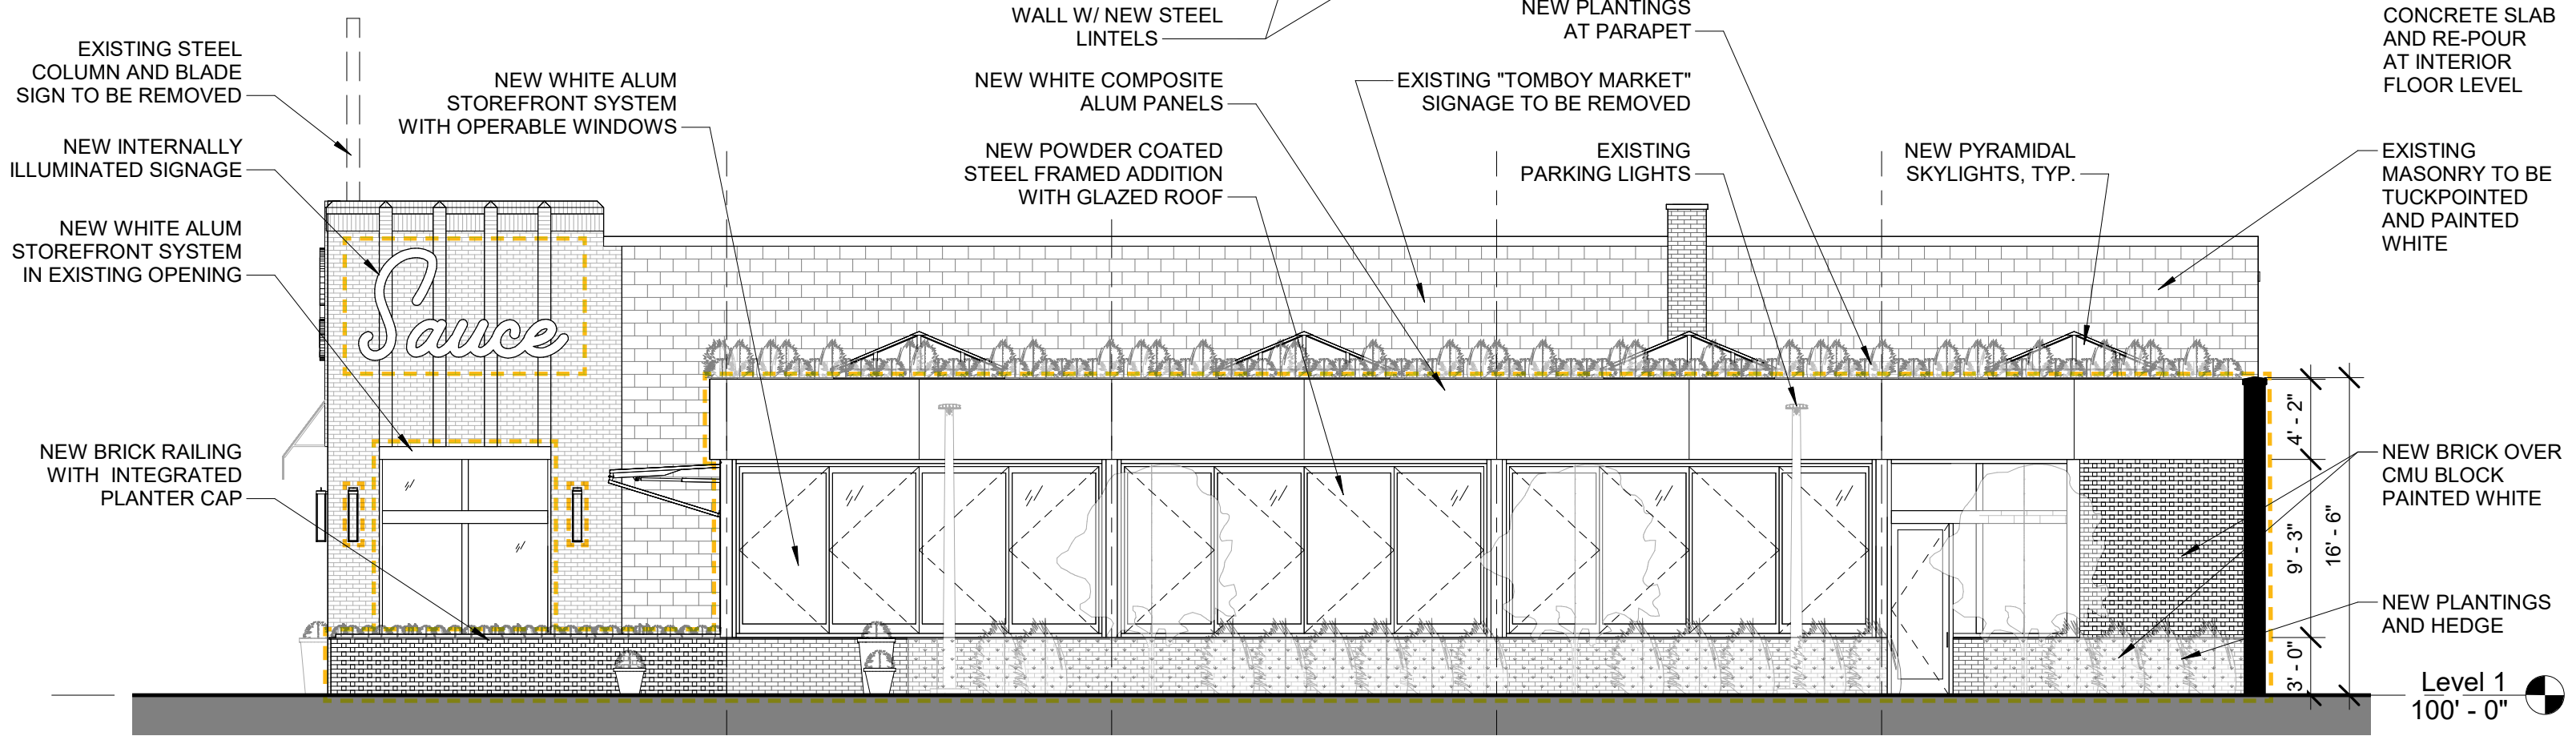 EXISTING STEEL
COLUMN AND BLADE
SIGN TO BE REMOVED
NEW INTERNALLY
ILLUMINATED SIGNAGE
NEW WHITE ALUM
STOREFRONT SYSTEM
IN EXISTING OPENING
NEW BRICK RAILING
WITH INTEGRATED
PLANTER CAP
NEW WHITE ALUM
STOREFRONT SYSTEM
WITH OPERABLE WINDOWS
Sauce
WALL W/ NEW STEEL
LINTELS
NEW WHITE COMPOSITE
ALUM PANELS
NEW POWDER COATED
STEEL FRAMED ADDITION
WITH GLAZED ROOF
NEW PLANTINGS
AT PARAPET
EXISTING "TOMBOY MARKET"
SIGNAGE TO BE REMOVED
EXISTING
PARKING LIGHTS
NEW PYRAMIDAL
SKYLIGHTS, TYP.
CONCRETE SLAB
AND RE-POUR
AT INTERIOR
FLOOR LEVEL
EXISTING
MASONRY TO BE
TUCKPOINTED
AND PAINTED
WHITE
4' - 2"
9' - 3"
3' - 0"
16' - 6"
NEW BRICK OVER
CMU BLOCK
PAINTED WHITE
NEW PLANTINGS
AND HEDGE
Level 1
100' - 0"